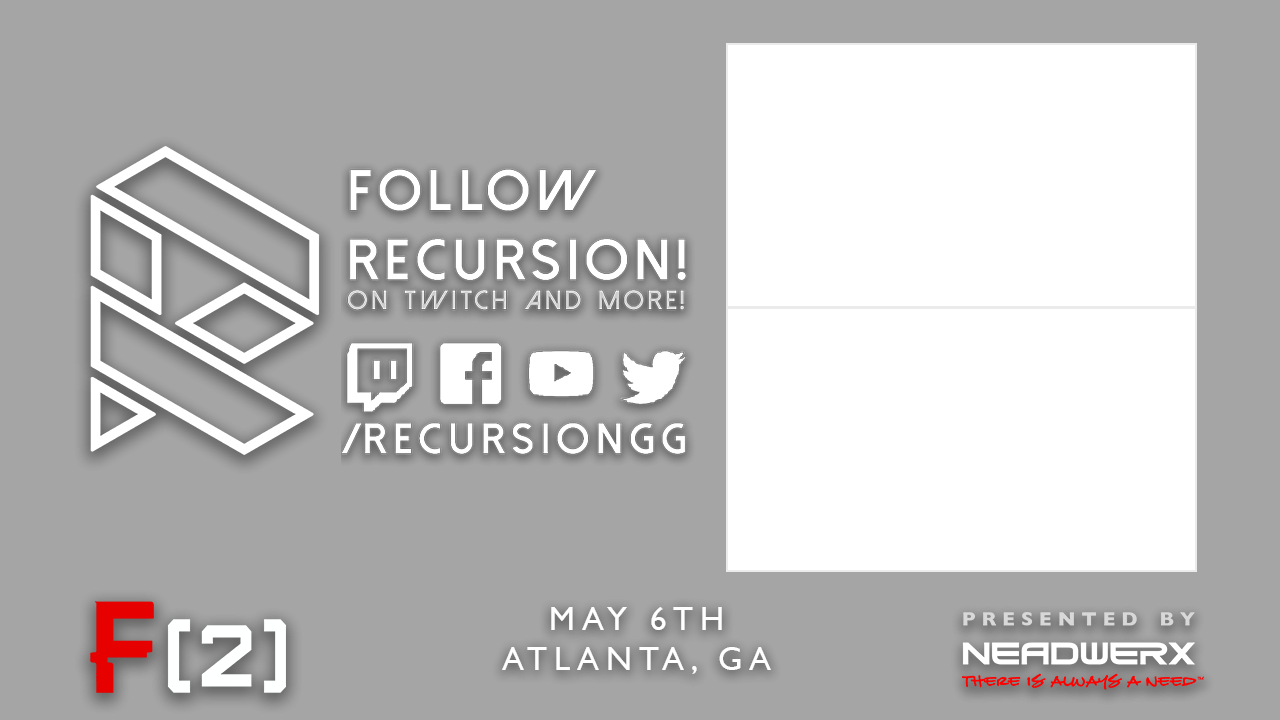 FOLLOW
RECURSION!
ON TWITCH AND MORE!
/RECURSIONGG
F[2]
MAY 6TH
ATLANTA, GA
PRESENTED BY
NEADWERX
THERE IS ALWAYS A NEED™